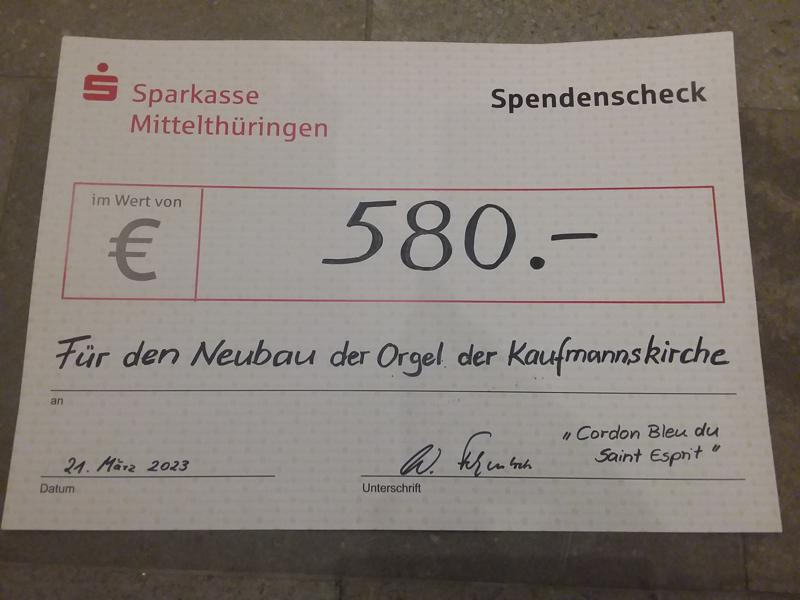 Sparkasse
Mittelthüringen
Spendenscheck
im Wert von
€
580.-
Für den Neubau der Orgel der Kaufmannskirche
an
21. März 2023
Datum
W.
Unterschrift
„Cordon Bleu du
Saint Esprit"